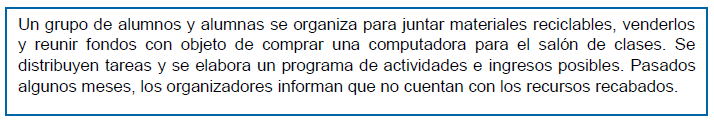 Un grupo de alumnos y alumnas se organiza para juntar materiales reciclables, venderlos
y reunir fondos con objeto de comprar una computadora para el salón de clases. Se
distribuyen tareas y se elabora un programa de actividades e ingresos posibles. Pasados
algunos meses, los organizadores informan que no cuentan con los recursos recabados.